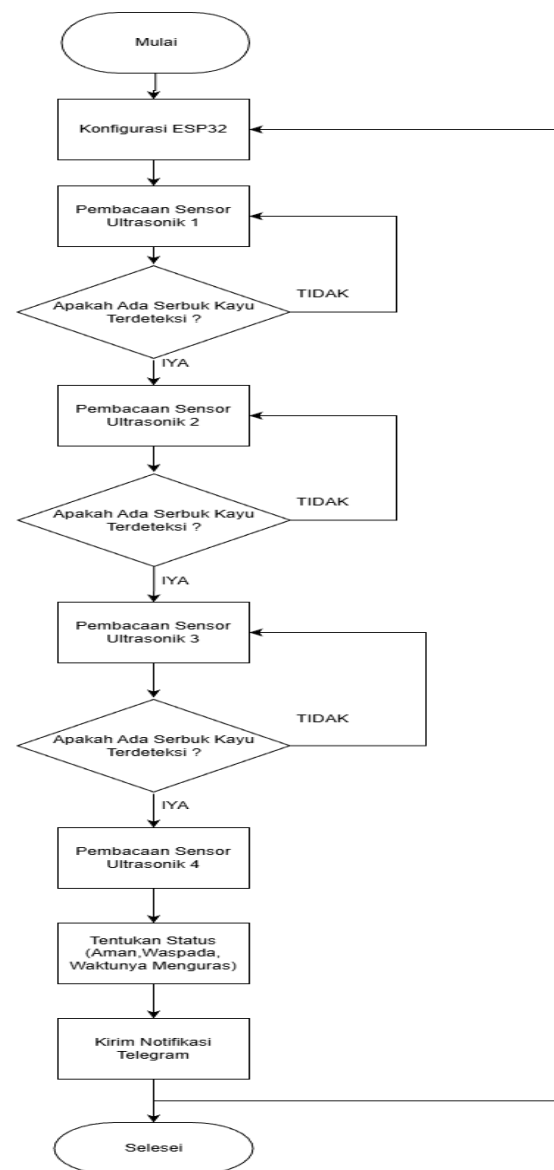 Mulai
Konfigurasi ESP32
Pembacaan Sensor
Ultrasonik 1
Apakah Ada Serbuk Kayu
Terdeteksi ?
TIDAK
IYA
Pembacaan Sensor
Ultrasonik 2
Apakah Ada Serbuk Kayu
Terdeteksi ?
TIDAK
IYA
Pembacaan Sensor
Ultrasonik 3
Apakah Ada Serbuk Kayu
Terdeteksi ?
TIDAK
IYA
Pembacaan Sensor
Ultrasonik 4
Tentukan Status
(Aman,Waspada,
Waktunya Menguras)
Kirim Notifikasi
Telegram
Selesei